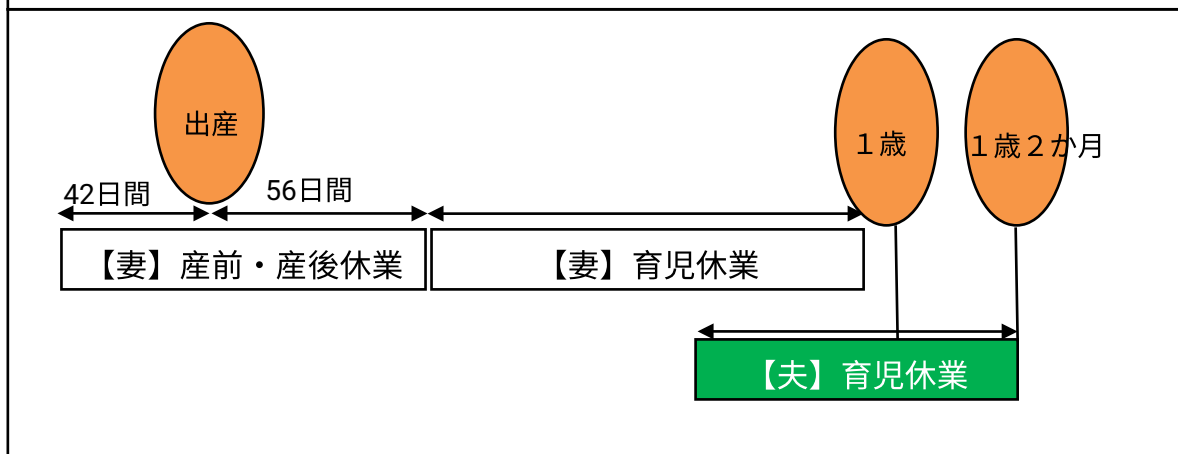 出産
１歳
１歳２か月
42日間
56日間
【妻】産前・産後休業
【妻】育児休業
【夫】育児休業